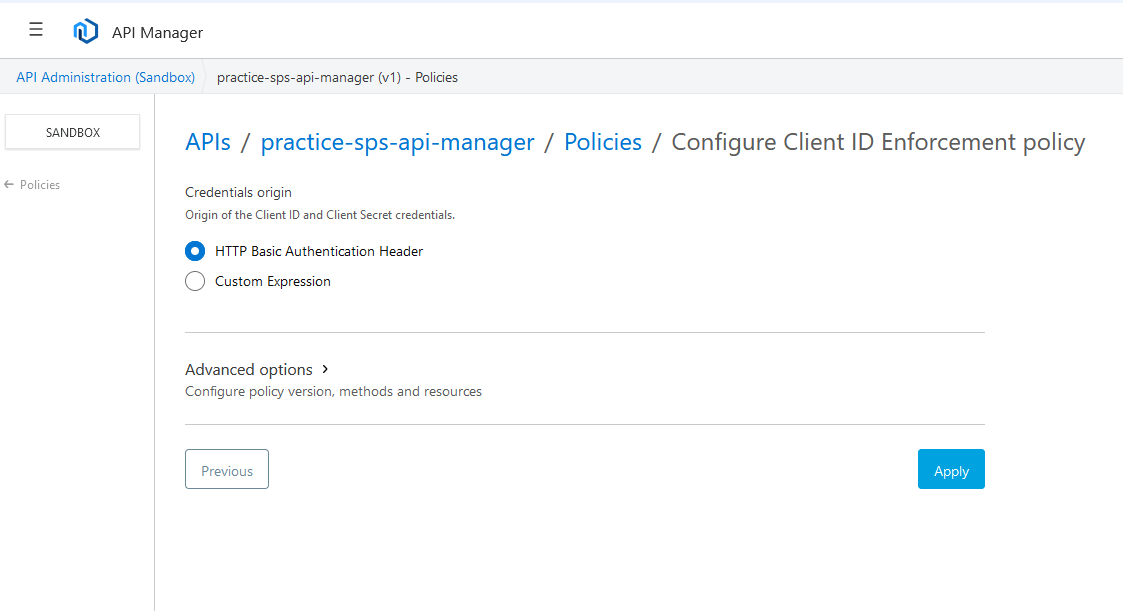 ☰ API Manager
API Administration (Sandbox) practice-sps-api-manager (v1) - Policies
SANDBOX
← Policies
APIs / practice-sps-api-manager / Policies / Configure Client ID Enforcement policy
Credentials origin
Origin of the Client ID and Client Secret credentials.
HTTP Basic Authentication Header
Custom Expression
Advanced options ›
Configure policy version, methods and resources
Previous Apply